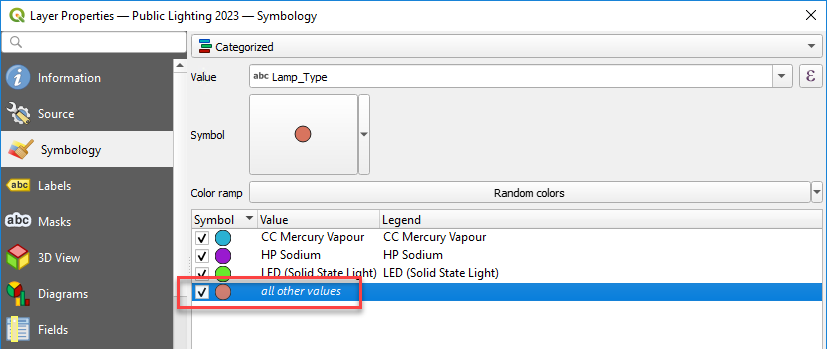 Layer Properties — Public Lighting 2023 — Symbology
Categorized
Information
Value abc Lamp_Type ε
Source
Symbol
Symbology
abc Labels
Color ramp Random colors
abc Masks
Symbol Value Legend
CC Mercury Vapour CC Mercury Vapour
3D View
HP Sodium HP Sodium
LED (Solid State Light) LED (Solid State Light)
Diagrams
all other values
Fields